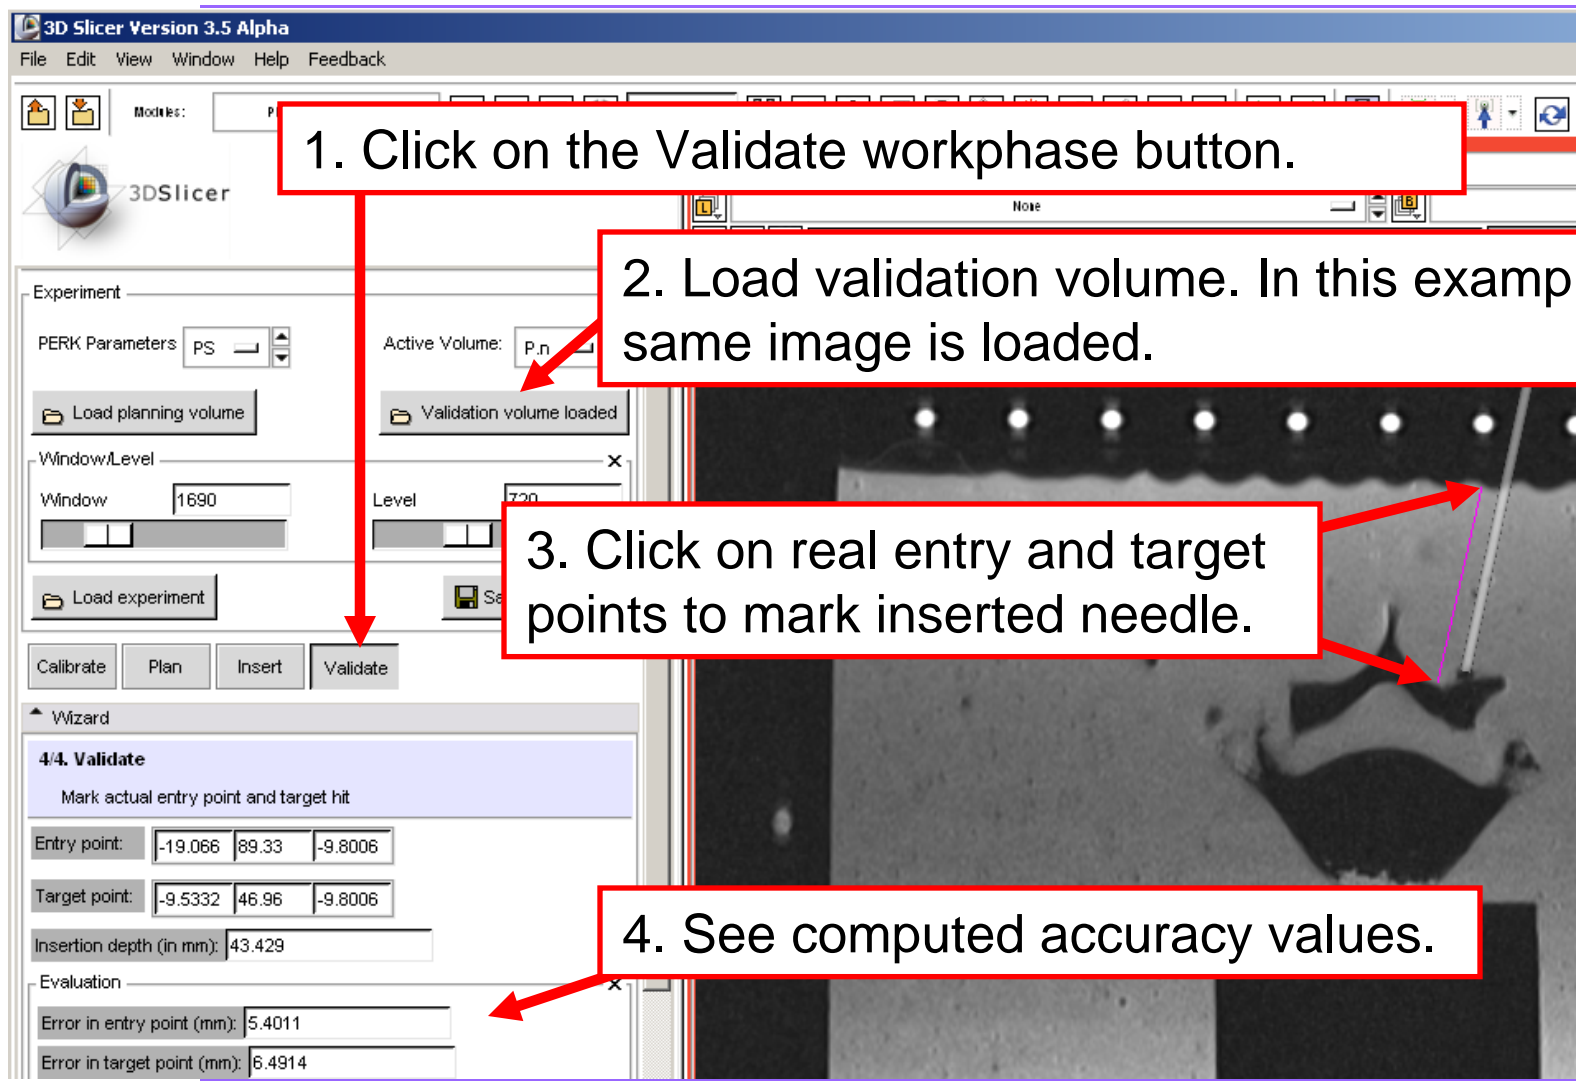 3D Slicer Version 3.5 Alpha
File Edit View Window Help Feedback
Modules:
1. Click on the Validate workphase button.
3DSlicer
L
None
B
2. Load validation volume. In this examp
same image is loaded.
Experiment
PERK Parameters PS
Active Volume: P.n
Load planning volume
Validation volume loaded
Window/Level
Window 1690
Level 720
3. Click on real entry and target
points to mark inserted needle.
Load experiment
Calibrate Plan Insert Validate
Wizard
4/4. Validate
Mark actual entry point and target hit
Entry point: -19.066 89.33 -9.8006
Target point: -9.5332 46.96 -9.8006
Insertion depth (in mm): 43.429
4. See computed accuracy values.
Evaluation
Error in entry point (mm): 5.4011
Error in target point (mm): 6.4914